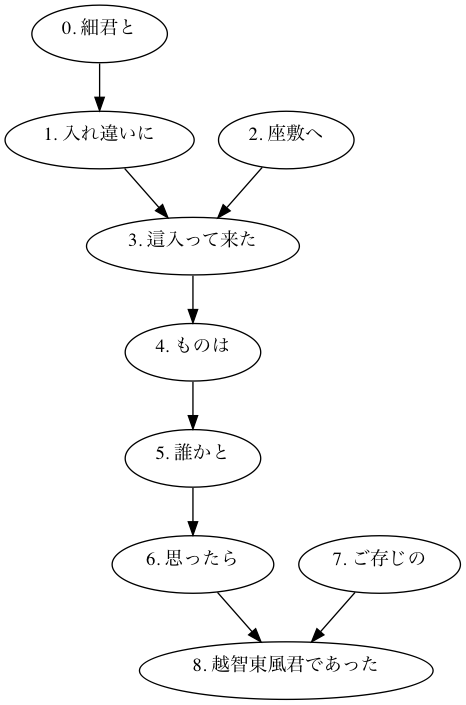 0. 細君と
1. 入れ違いに
2. 座敷へ
3. 這入って来た
4. ものは
5. 誰かと
6. 思ったら
7. ご存じの
8. 越智東風君であった